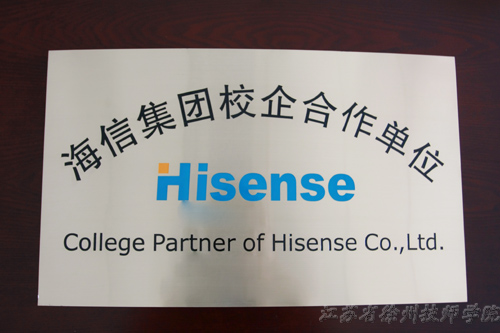 海信集团校企合作单位
Hisense
College Partner of Hisense Co.,Ltd.
江苏省徐州技师学院